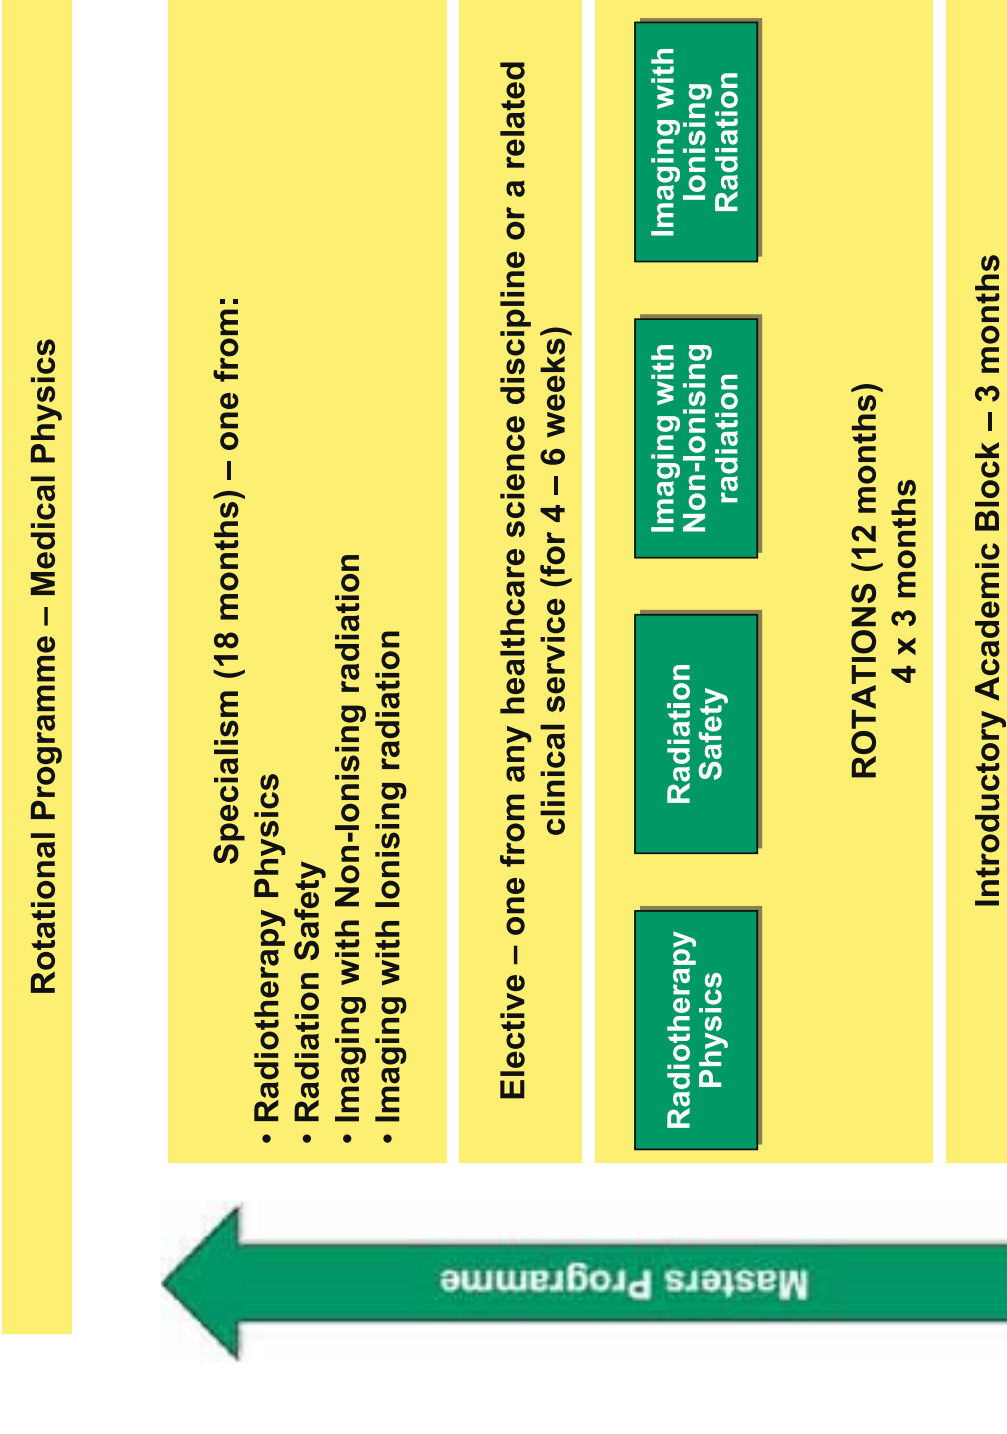 Rotational Programme – Medical Physics
Specialism (18 months) – one from:
• Radiotherapy Physics
• Radiation Safety
• Imaging with Non-Ionising radiation
• Imaging with Ionising radiation
Elective – one from any healthcare science discipline or a related
clinical service (for 4 – 6 weeks)
Radiotherapy
Physics
Radiation
Safety
Imaging with
Non-Ionising
radiation
Imaging with
Ionising
Radiation
ROTATIONS (12 months)
4 x 3 months
Introductory Academic Block – 3 months
Masters Programme